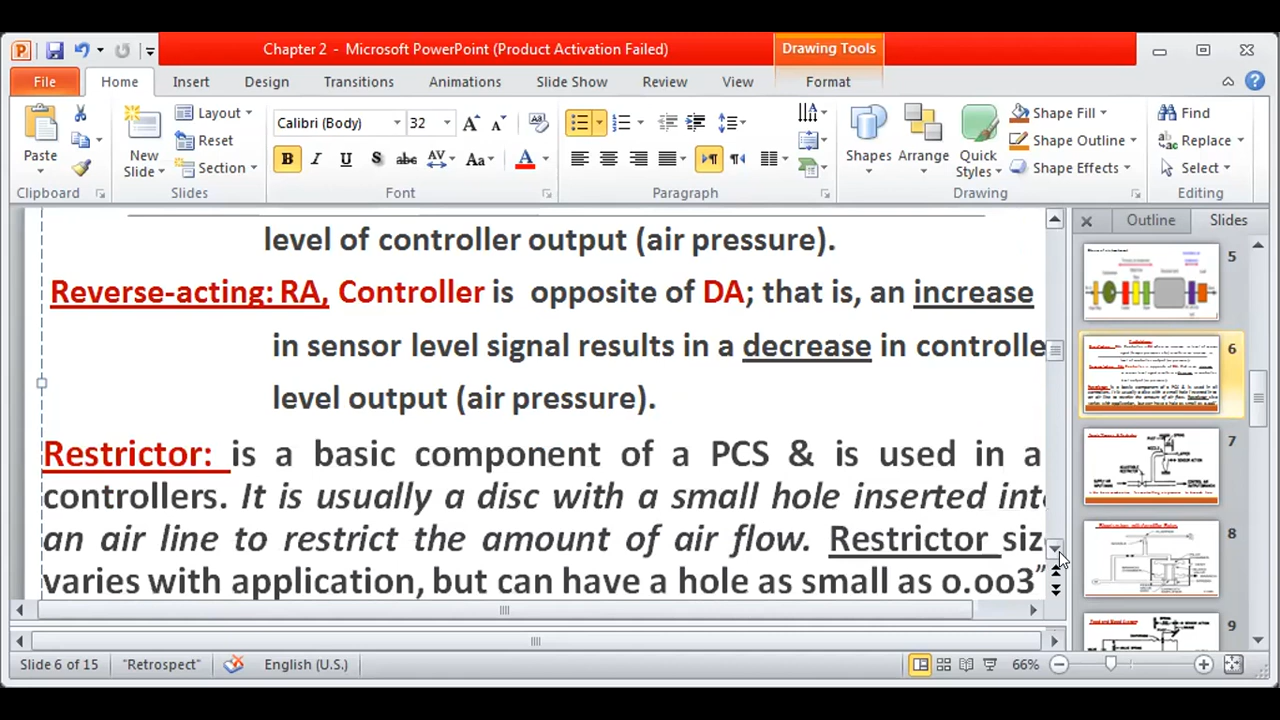 Chapter 2 - Microsoft PowerPoint (Product Activation Failed)
Drawing Tools
File Home Insert Design Transitions Animations Slide Show Review View Format
Paste
Clipboard
New Slide
Layout
Reset
Section
Slides
Calibri (Body) 32
Font
Paragraph
Shapes
Arrange
Quick Styles
Shape Fill
Shape Outline
Shape Effects
Drawing
Find
Replace
Select
Editing
level of controller output (air pressure).
Reverse-acting: RA, Controller is opposite of DA; that is, an increase
in sensor level signal results in a decrease in controlle
level output (air pressure).
Restrictor: is a basic component of a PCS & is used in a
controllers. It is usually a disc with a small hole inserted int
an air line to restrict the amount of air flow. Restrictor siz
varies with application, but can have a hole as small as o.oo3”
Outline Slides
5
6
7
8
9
Slide 6 of 15 "Retrospect" English (U.S.) 66%